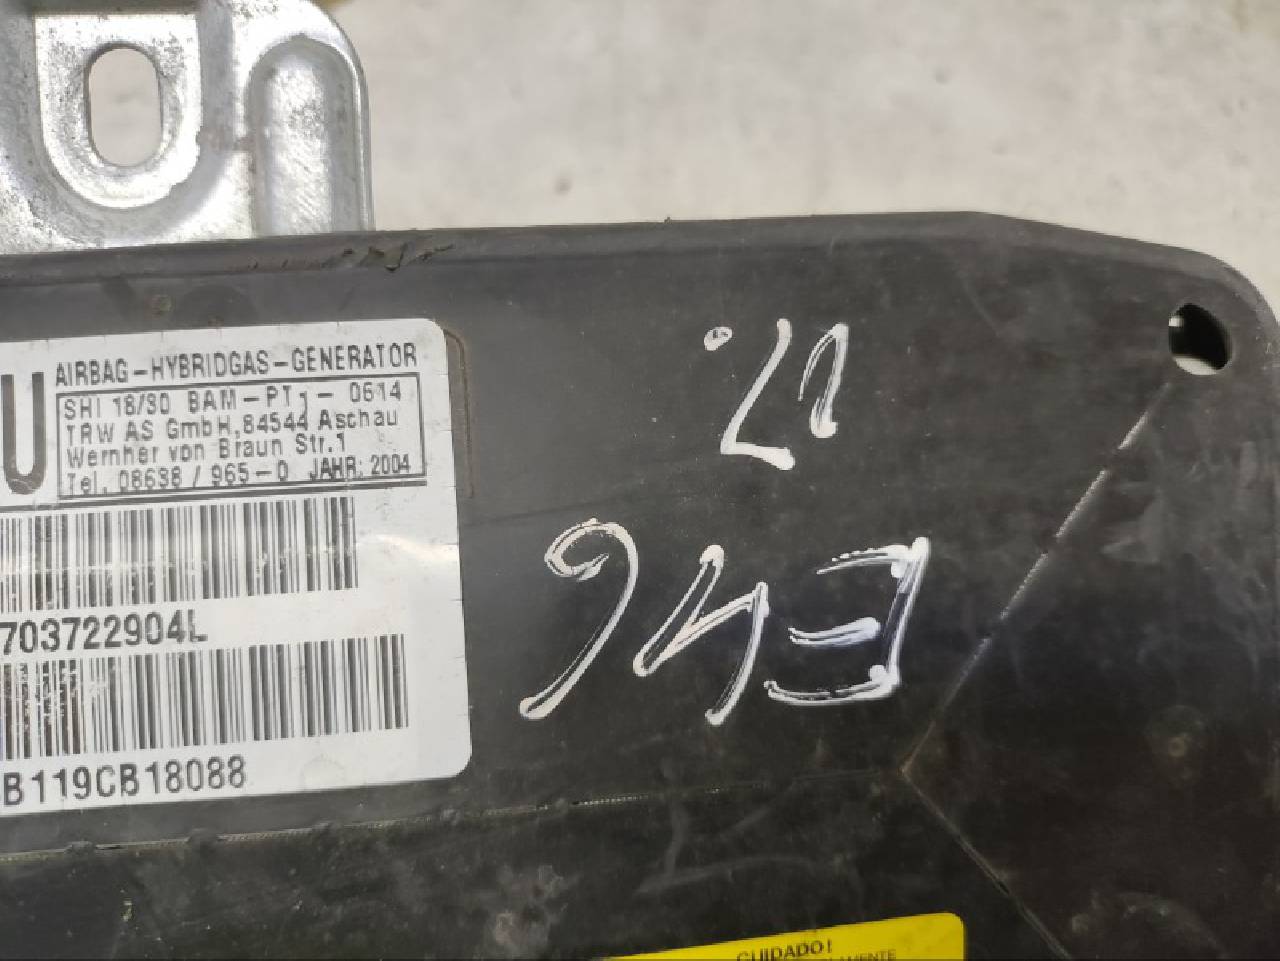 U
AIRBAG-HYBRIDGAS-GENERATOR
SHI 18/30 BAM-PT1-0614
TRW AS GmbH, 84544 Aschau
Wernher von Braun Str.1
Tel. 08638 / 965-0 JAHR: 2004
703722904L
B119CB18088
E46
CUIDADO!